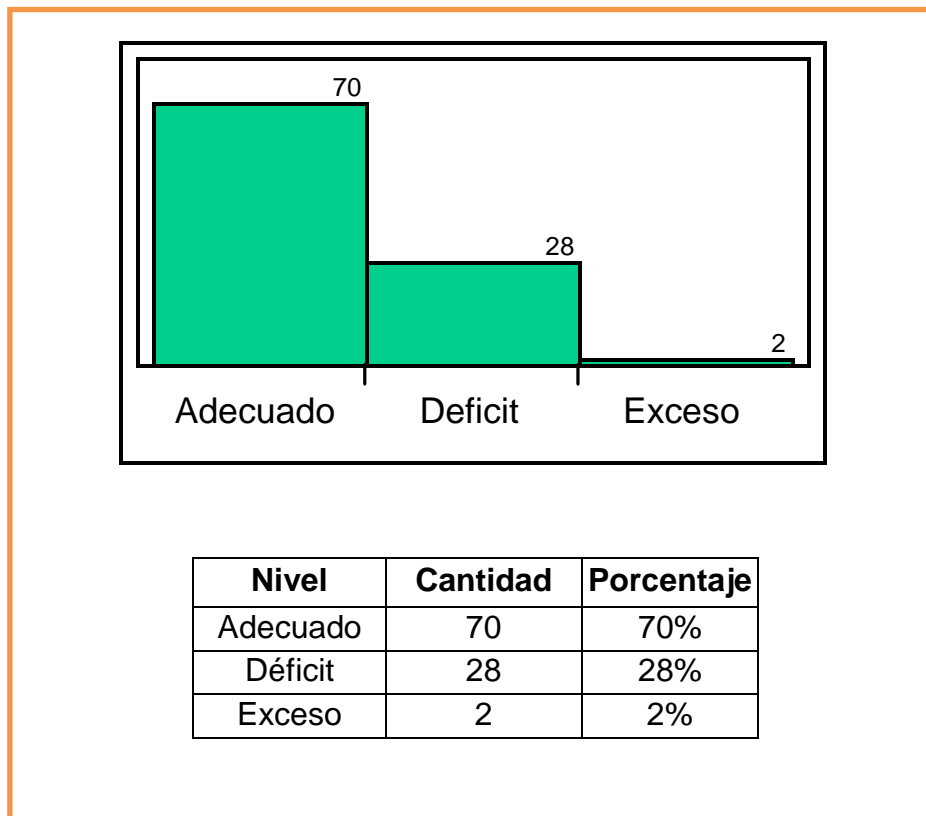 70
28
2
Adecuado Deficit Exceso
Nivel Cantidad Porcentaje
Adecuado 70 70%
Déficit 28 28%
Exceso 2 2%